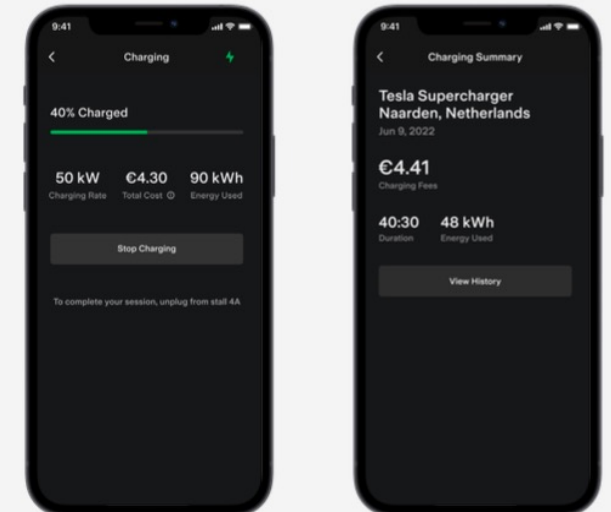 9:41
Charging
40% Charged
50 kW €4.30 90 kWh
Charging Rate Total Cost Energy Used
Stop Charging
To complete your session, unplug from stall 4A
9:41
Charging Summary
Tesla Supercharger
Naarden, Netherlands
Jun 9, 2022
€4.41
Charging Fees
40:30 48 kWh
Duration Energy Used
View History